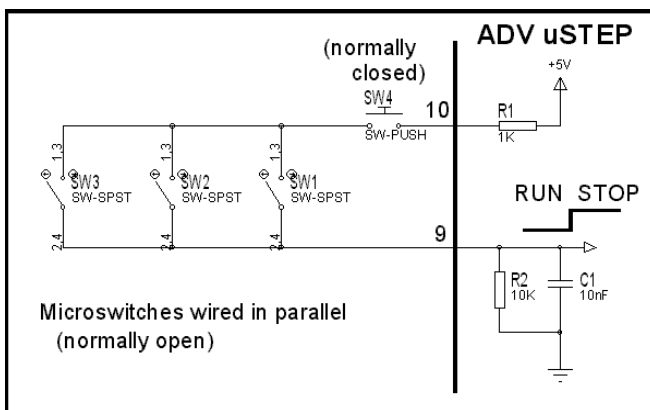 ADV uSTEP
(normally
closed)
+5V
SW4
10
R1
SW-PUSH
1K
1,3
1,3
1,3
SW3
SW2
SW1
SW-SPST
SW-SPST
SW-SPST
RUN STOP
2,4
2,4
2,4
9
R2
C1
10K
10nF
Microswitches wired in parallel
(normally open)